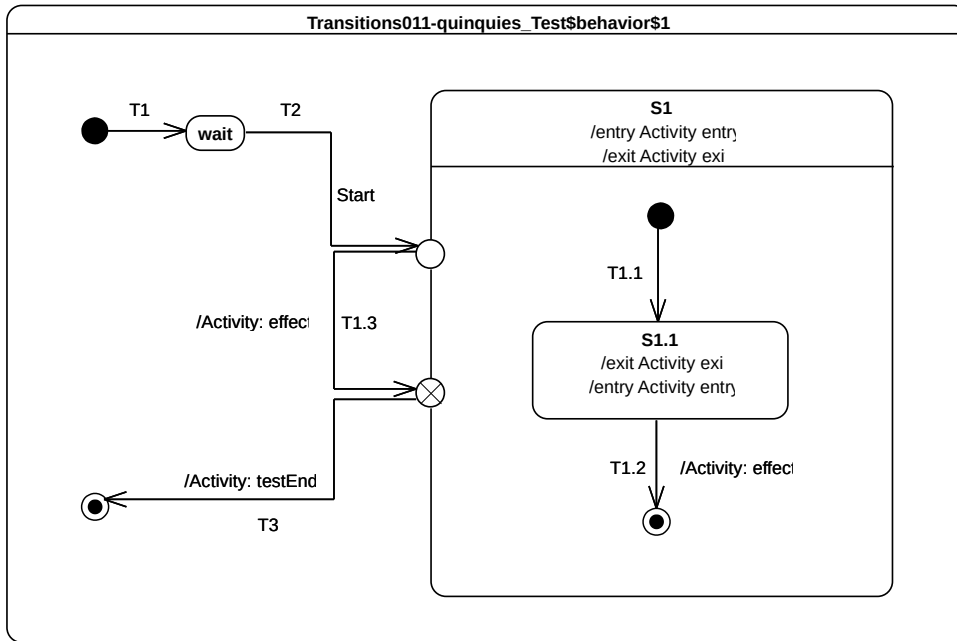 Transitions011-quinquies_Test$behavior$1
T1
T2
wait
S1
/entry Activity entry
/exit Activity exi
Start
T1.1
/Activity: effect
T1.3
S1.1
/exit Activity exi
/entry Activity entry
T1.2
/Activity: effect
/Activity: testEnd
T3